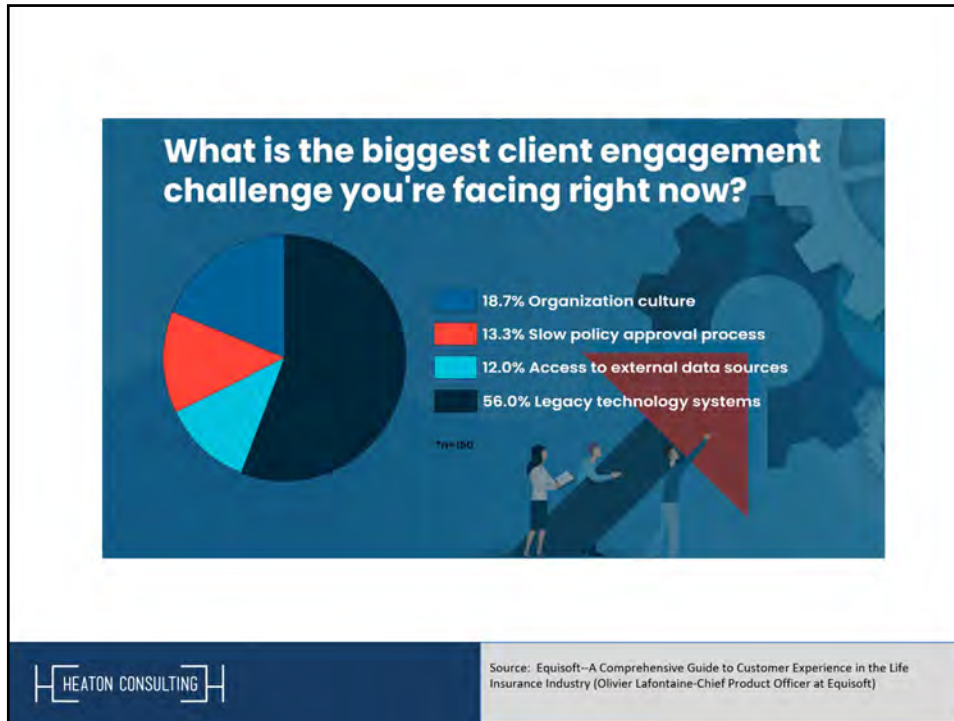 What is the biggest client engagement
challenge you're facing right now?
18.7% Organization culture
13.3% Slow policy approval process
12.0% Access to external data sources
56.0% Legacy technology systems
*n=150
HEATON CONSULTING
Source: Equisoft--A Comprehensive Guide to Customer Experience in the Life
Insurance Industry (Olivier Lafontaine-Chief Product Officer at Equisoft)